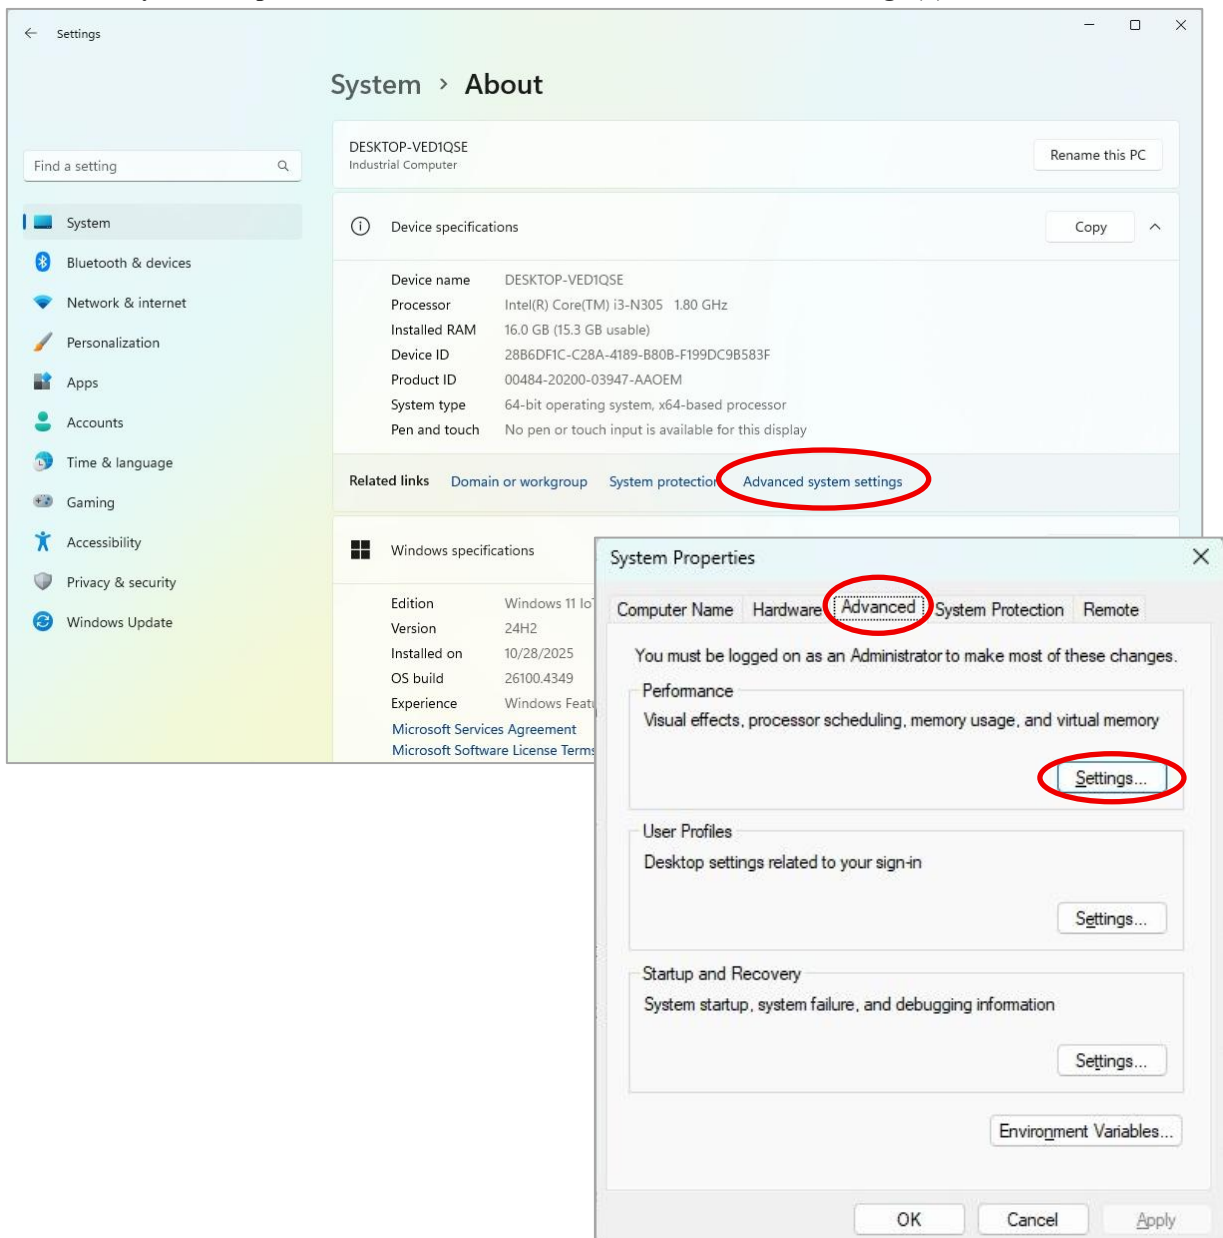 Settings
System > About
DESKTOP-VED1QSE
Industrial Computer
Rename this PC
Find a setting
System
Bluetooth & devices
Network & internet
Personalization
Apps
Accounts
Time & language
Gaming
Accessibility
Privacy & security
Windows Update
Device specifications
Copy
Device name DESKTOP-VED1QSE
Processor Intel(R) Core(TM) i3-N305 1.80 GHz
Installed RAM 16.0 GB (15.3 GB usable)
Device ID 28B6DF1C-C28A-4189-B80B-F199DC9B583F
Product ID 00484-20200-03947-AAOEM
System type 64-bit operating system, x64-based processor
Pen and touch No pen or touch input is available for this display
Related links Domain or workgroup System protection Advanced system settings
Windows specifications
Edition Windows 11 IoT
Version 24H2
Installed on 10/28/2025
OS build 26100.4349
Experience Windows
Microsoft Services Agreement
Microsoft Software License Terms
System Properties
Computer Name Hardware Advanced System Protection Remote
You must be logged on as an Administrator to make most of these changes.
Performance
Visual effects, processor scheduling, memory usage, and virtual memory
Settings...
User Profiles
Desktop settings related to your sign-in
Settings...
Startup and Recovery
System startup, system failure, and debugging information
Settings...
Environment Variables...
OK Cancel Apply